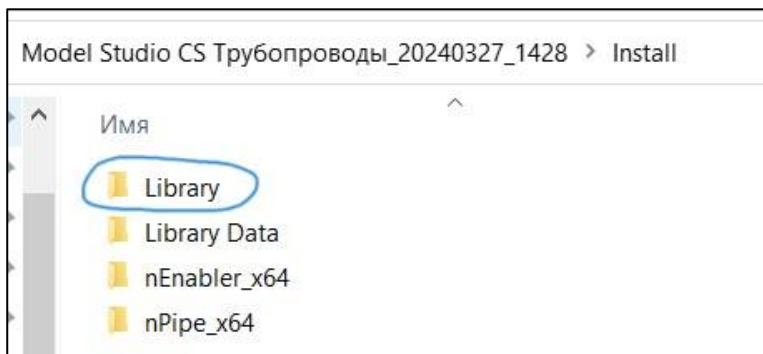 Model Studio CS Трубопроводы_20240327_1428 > Install
Имя
Library
Library Data
nEnabler_x64
nPipe_x64